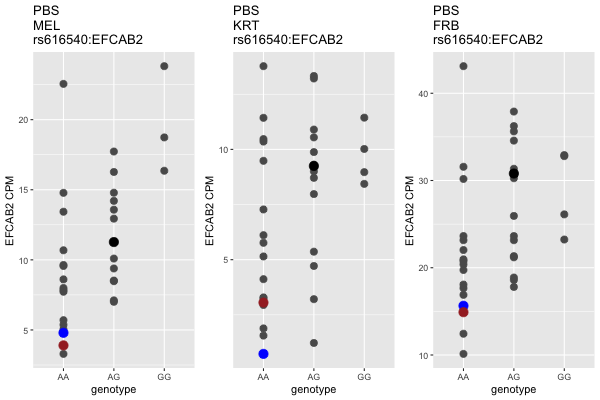 PBS
MEL
rs616540:EFCAB2
EFCAB2 CPM
20
15
10
5
AA
AG
GG
genotype
PBS
KRT
rs616540:EFCAB2
EFCAB2 CPM
10
5
AA
AG
GG
genotype
PBS
FRB
rs616540:EFCAB2
EFCAB2 CPM
40
30
20
10
AA
AG
GG
genotype